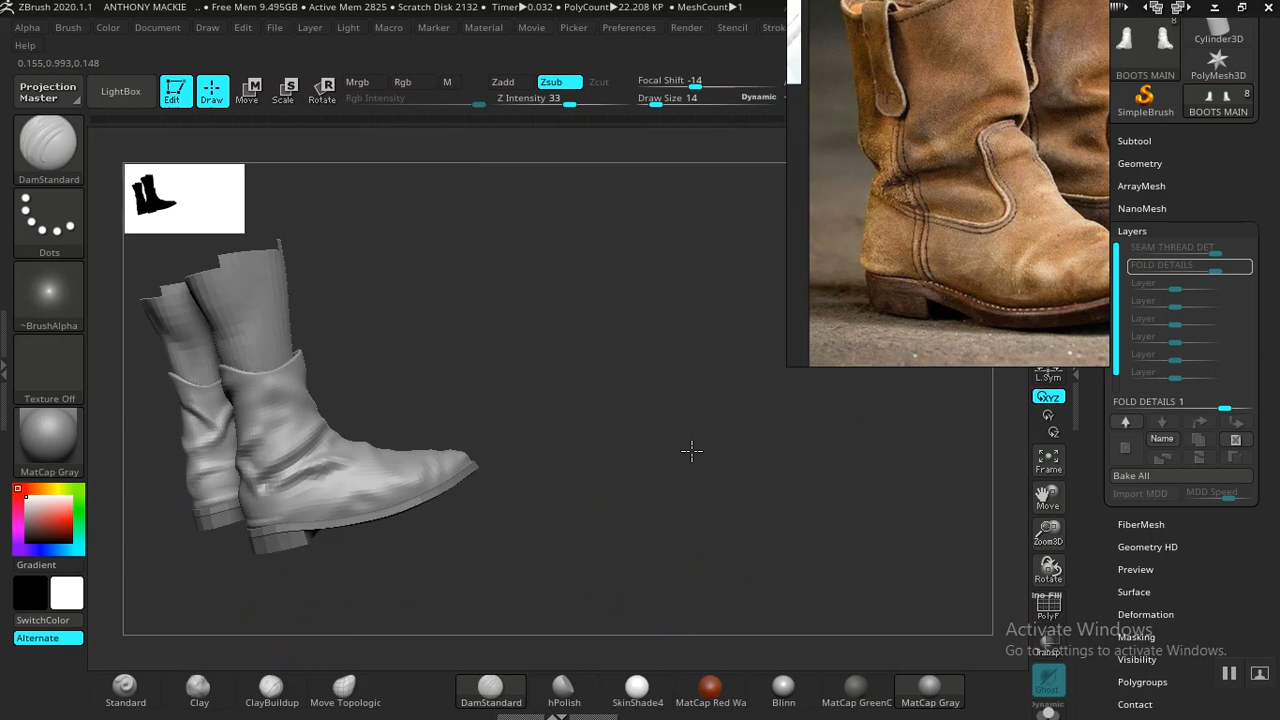 ZBrush 2020.1.1 ANTHONY MACKIE .. ● Free Mem 9.495GB ● Active Mem 2825 ● Scratch Disk 2132 ● Timer▶0.032 ● PolyCount▶22.208 KP ● MeshCount▶1
Alpha Brush Color Document Draw Edit File Layer Light Macro Marker Material Movie Picker Preferences Render Stencil Strok
Help
0.155,0.993,0.148
Projection Master
LightBox
Edit Draw Move Scale Rotate
Mrgb Rgb M
Rgb Intensity
Zadd Zsub Zcut
Z Intensity 33
Focal Shift -14
Draw Size 14 Dynamic
DamStandard
Dots
~BrushAlpha
Texture Off
MatCap Gray
Gradient
SwitchColor
Alternate
8
BOOTS MAIN
Cylinder3D
PolyMesh3D
SimpleBrush
8
BOOTS MAIN
Subtool
Geometry
ArrayMesh
NanoMesh
Layers
SEAM THREAD DET
FOLD DETAILS
Layer
Layer
Layer
Layer
Layer
Layer
FOLD DETAILS 1
Name
Bake All
Import MDD MDD Speed
FiberMesh
Geometry HD
Preview
Surface
Deformation
Masking
Visibility
Polygroups
Contact
L.Sym
XYZ
Frame
Move
Zoom3D
Rotate
PolyF
Transp
Ghost
Dynamic
Activate Windows
Go to Settings to activate Windows.
Standard Clay ClayBuildup Move Topologic DamStandard hPolish SkinShade4 MatCap Red Wa Blinn MatCap GreenC MatCap Gray